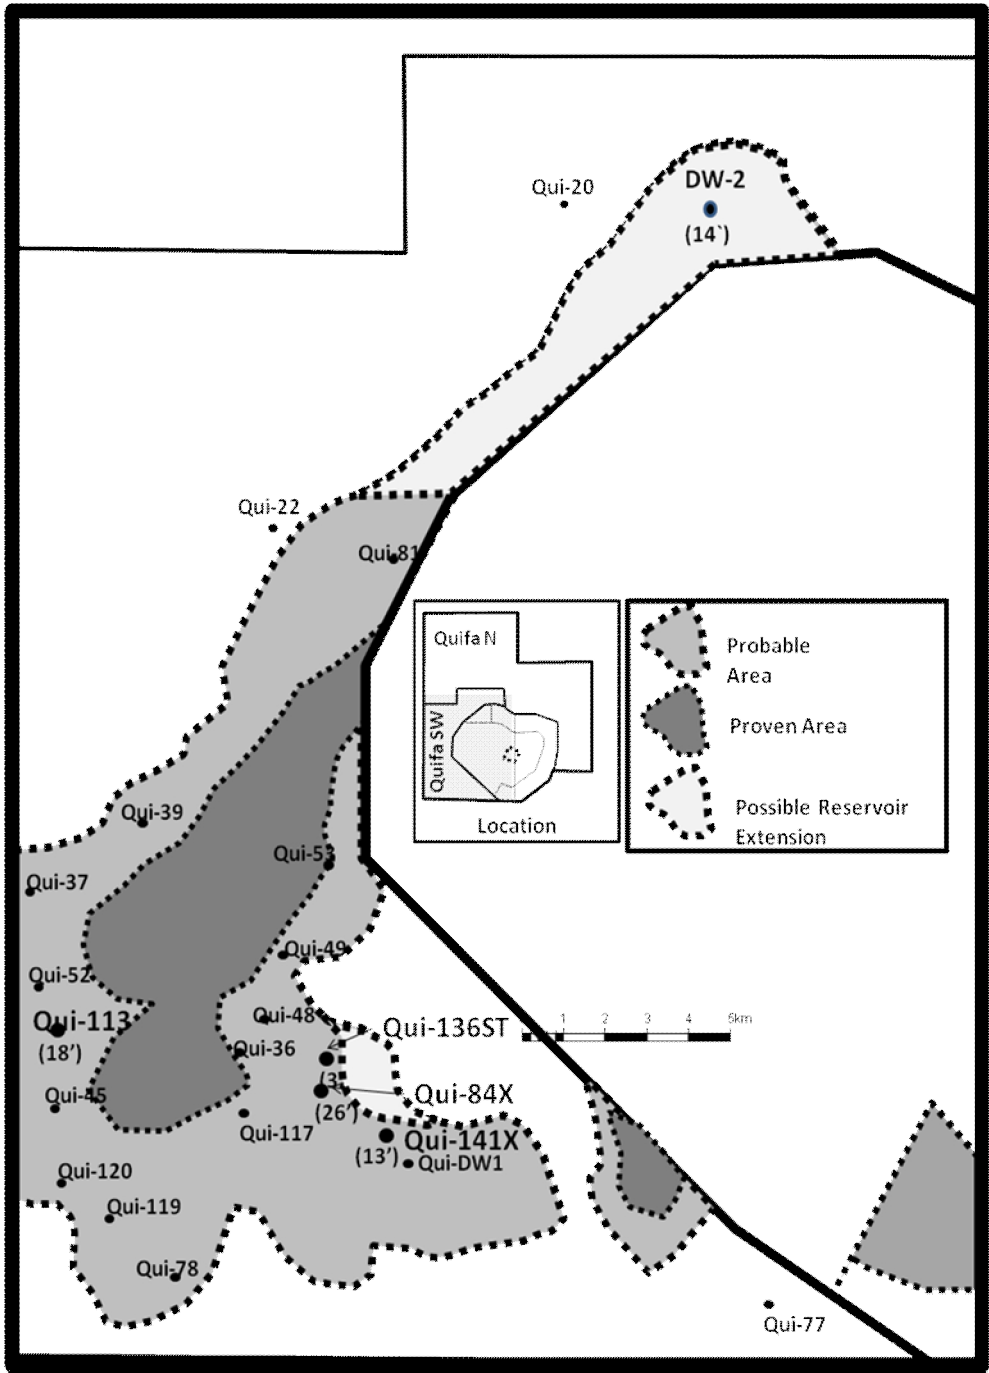 Qui-20
DW-2
(14`)
Qui-22
Qui-81
Quifa N
Quifa SW
Location
Probable
Area
Proven Area
Possible Reservoir
Extension
Qui-39
Qui-53
Qui-37
Qui-49
Qui-52
Qui-113
(18')
Qui-48
Qui-136ST
1 2 3 4 5km
Qui-36
(3
Qui-84X
Qui-45
(26')
Qui-117
Qui-141X
(13')
Qui-DW1
Qui-120
Qui-119
Qui-78
Qui-77